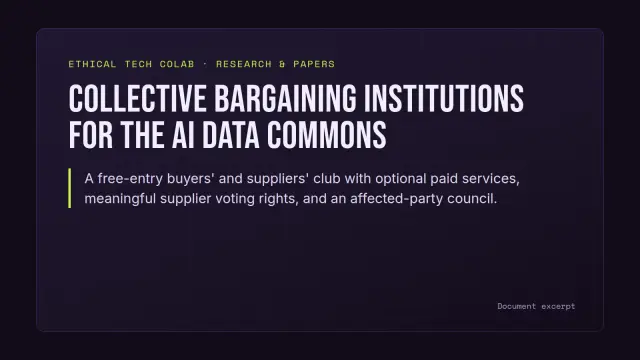 ETHICAL TECH COLAB · RESEARCH & PAPERS
COLLECTIVE BARGAINING INSTITUTIONS
FOR THE AI DATA COMMONS
A free-entry buyers' and suppliers' club with optional paid services,
meaningful supplier voting rights, and an affected-party council.
Document excerpt